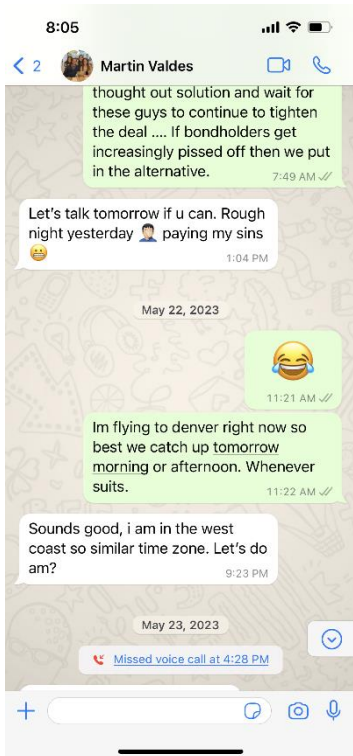 8:05
2
Martin Valdes
thought out solution and wait for
these guys to continue to tighten
the deal .... If bondholders get
increasingly pissed off then we put
in the alternative.
7:49 AM
Let's talk tomorrow if u can. Rough
night yesterday 🤦🏻‍♂️ paying my sins
😬
1:04 PM
May 22, 2023
😂
11:21 AM
Im flying to denver right now so
best we catch up tomorrow
morning or afternoon. Whenever
suits.
11:22 AM
Sounds good, i am in the west
coast so similar time zone. Let's do
am?
9:23 PM
May 23, 2023
Missed voice call at 4:28 PM